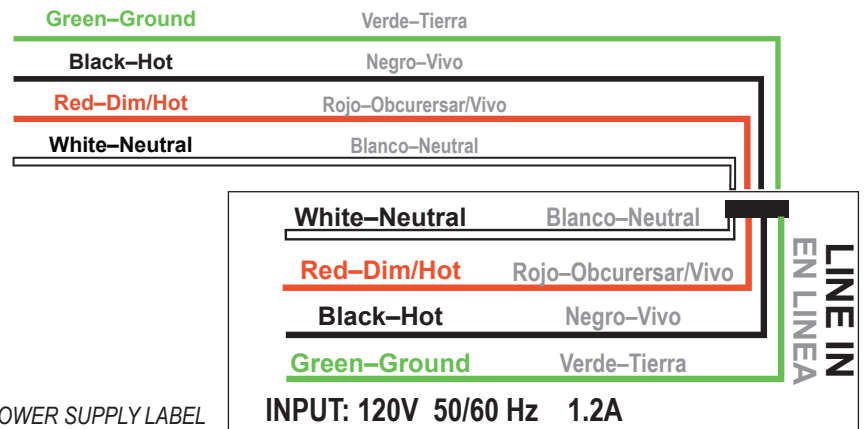 Green–Ground Verde–Tierra
Black–Hot Negro–Vivo
Red–Dim/Hot Rojo–Obcurersar/Vivo
White–Neutral Blanco–Neutral
White–Neutral Blanco–Neutral
Red–Dim/Hot Rojo–Obcurersar/Vivo
Black–Hot Negro–Vivo
Green–Ground Verde–Tierra
LINE IN
EN LINEA
INPUT: 120V 50/60 Hz 1.2A
OWER SUPPLY LABEL